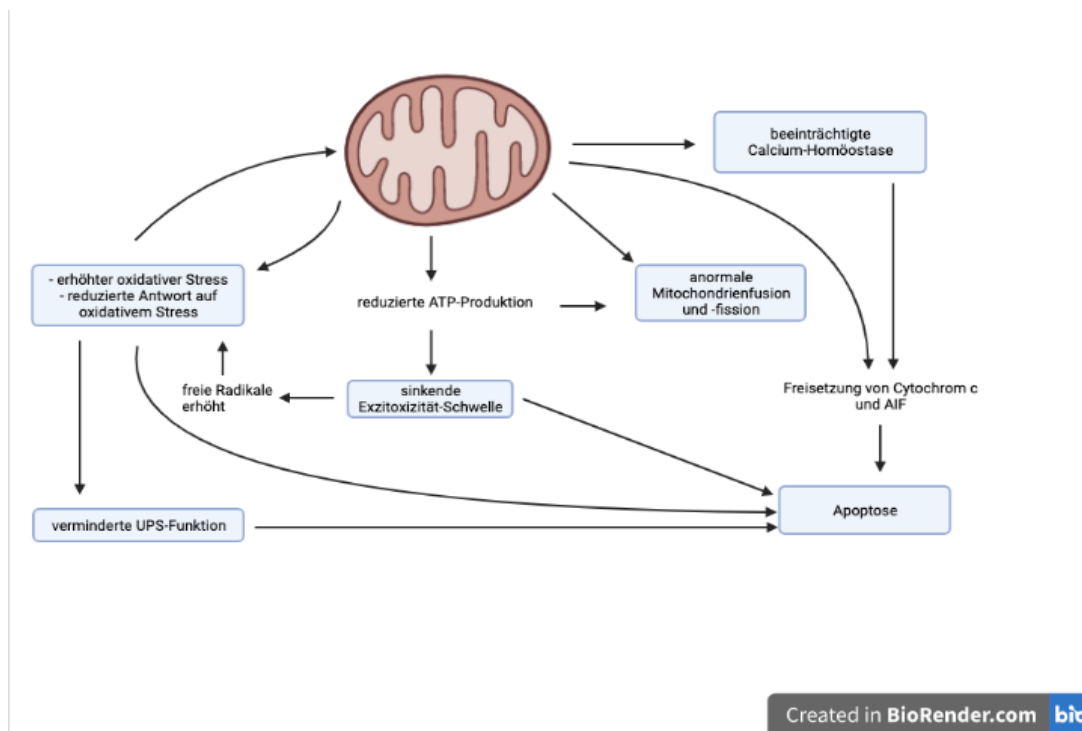 beeinträchtigte
Calcium-Homöostase
- erhöhter oxidativer Stress
- reduzierte Antwort auf
oxidativem Stress
reduzierte ATP-Produktion
anormale
Mitochondrienfusion
und -fission
freie Radikale
erhöht
sinkende
Exzitoxizität-Schwelle
Freisetzung von Cytochrom c
und AIF
verminderte UPS-Funktion
Apoptose
Created in BioRender.com